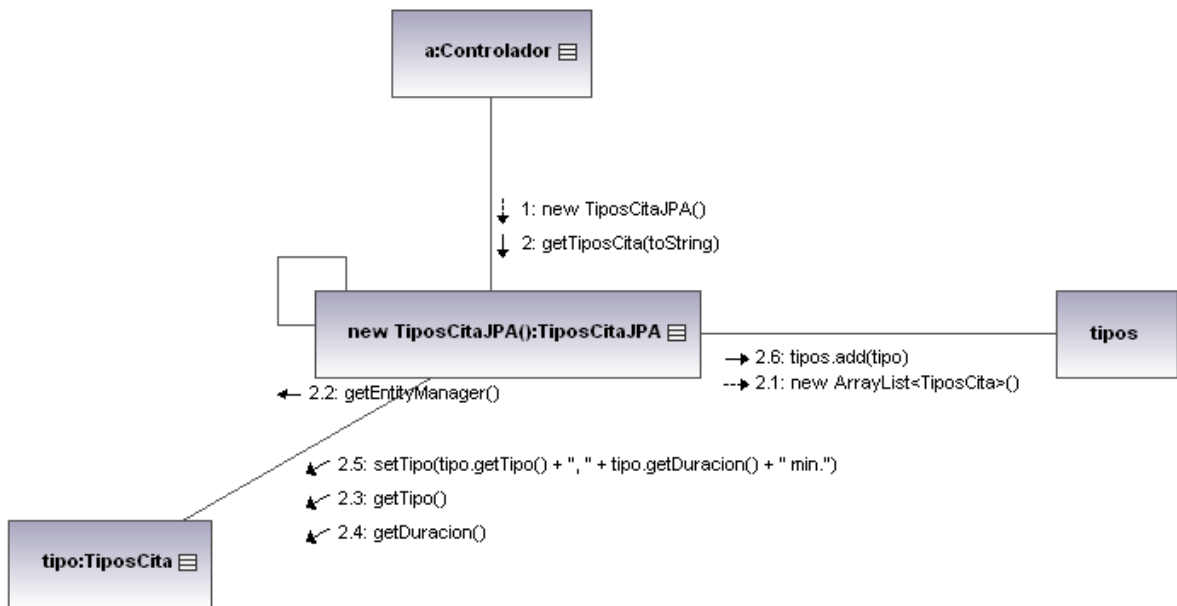 a:Controlador
1: new TiposCitaJPA()
2: getTiposCita(toString)
new TiposCitaJPA():TiposCitaJPA
tipos
2.6: tipos.add(tipo)
2.1: new ArrayList<TiposCita>()
2.2: getEntityManager()
2.5: setTipo(tipo.getTipo() + ", " + tipo.getDuracion() + " min.")
2.3: getTipo()
2.4: getDuracion()
tipo:TiposCita